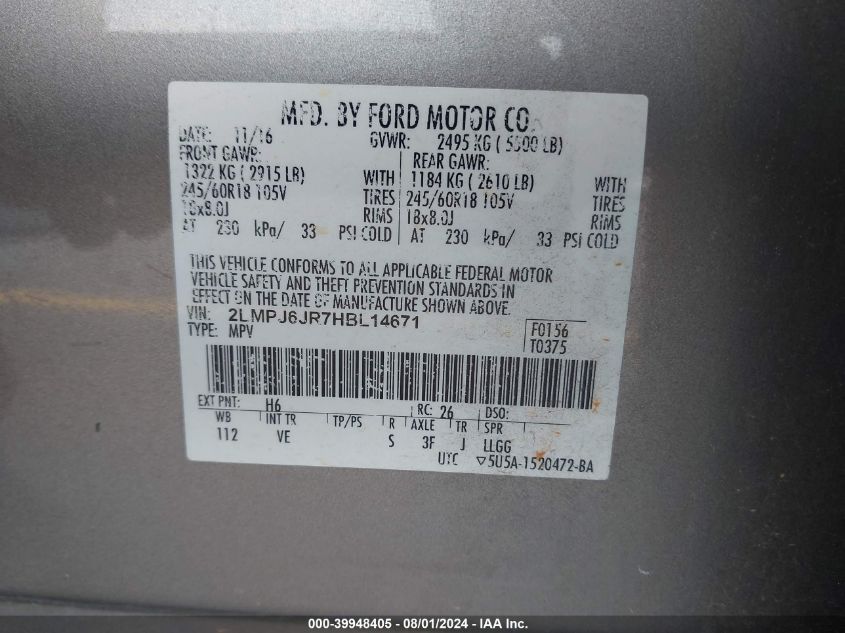 MFD. BY FORD MOTOR CO.
DATE: 11/16 GVWR: 2495 KG ( 5500 LB)
FRONT GAWR: REAR GAWR:
1322 KG ( 2915 LB) WITH 1184 KG ( 2610 LB) WITH
245/60R18 105V TIRES 245/60R18 105V TIRES
18x8.0J RIMS 18x8.0J RIMS
AT 230 kPa/ 33 PSI COLD AT 230 kPa/ 33 PSI COLD
THIS VEHICLE CONFORMS TO ALL APPLICABLE FEDERAL MOTOR
VEHICLE SAFETY AND THEFT PREVENTION STANDARDS IN
EFFECT ON THE DATE OF MANUFACTURE SHOWN ABOVE.
VIN: 2LMPJ6JR7HBL14671 F0156
TYPE: MPV T0375
EXT PNT: H6 RC: 26 DSO:
WB INT TR TP/PS R AXLE TR SPR
112 VE S 3F J LLGG
UTC ▽5U5A-1520472-BA
000-39948405 - 08/01/2024 - IAA Inc.